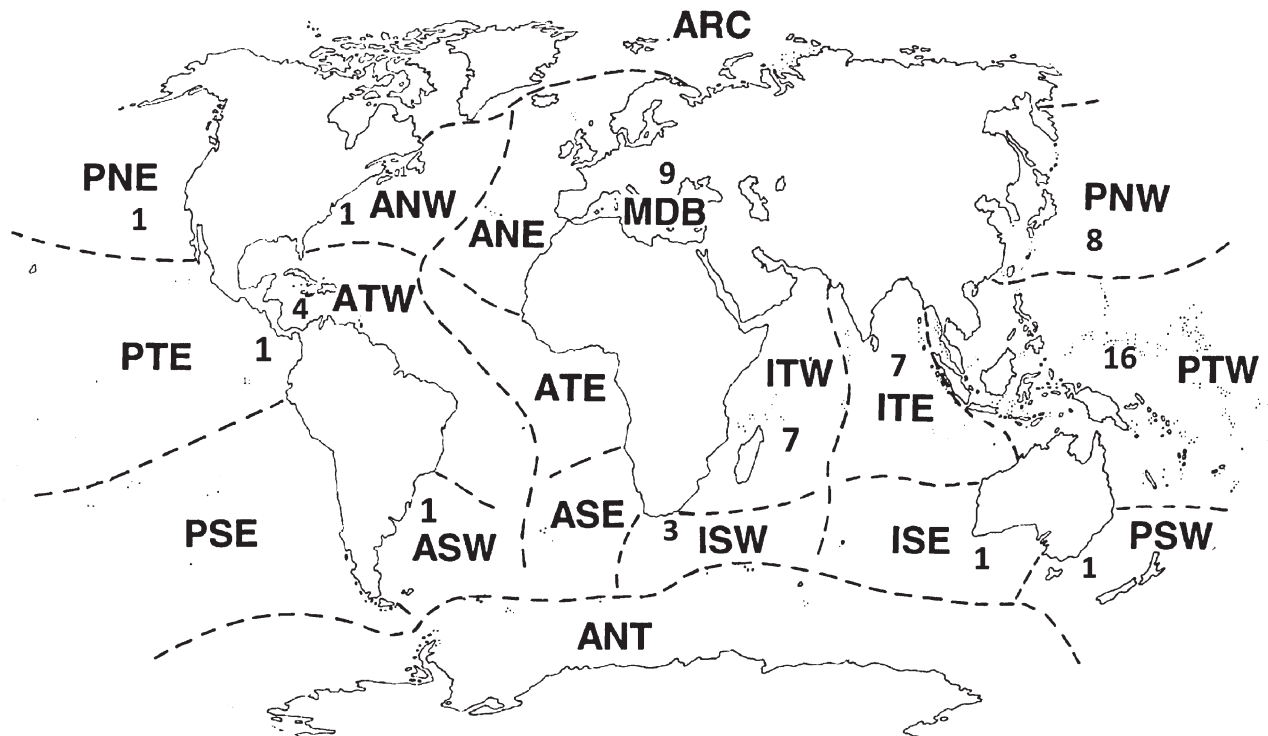 ARC
PNE
1
1
ANW
9
MDB
ANE
PNW
8
4
ATW
PTE
1
ATE
ITW
7
7
ITE
16
PTW
PSE
1
ASW
ASE
3
ISW
ISE
1
1
PSW
ANT